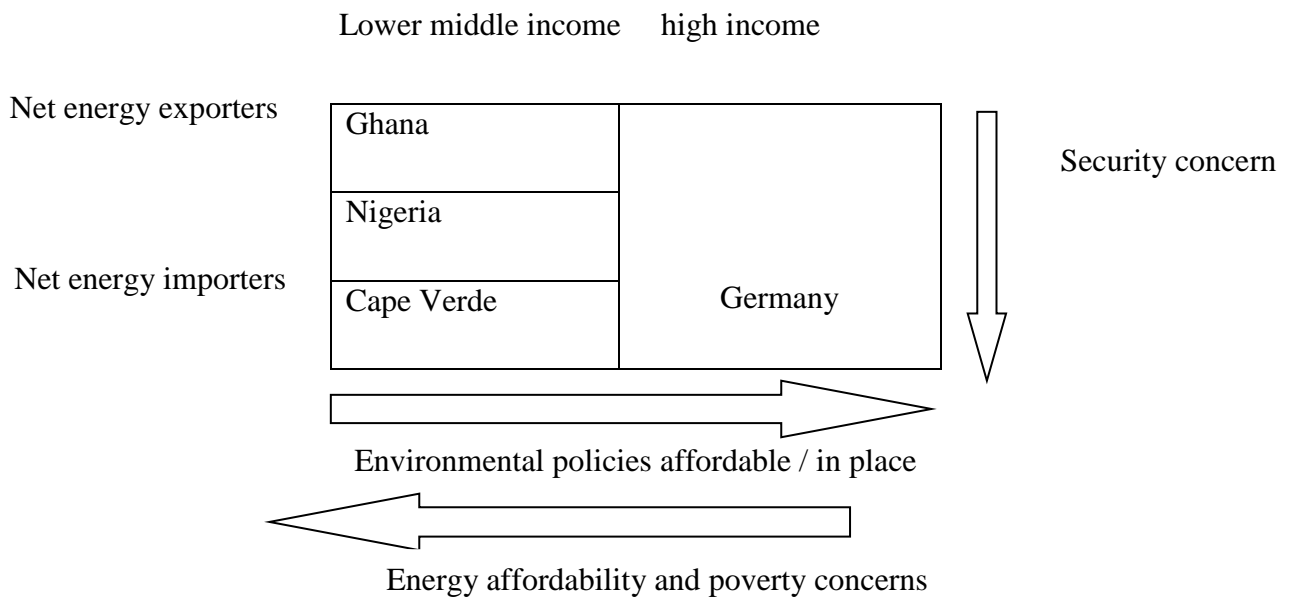 Lower middle income high income
Net energy exporters
Ghana
Security concern
Nigeria
Net energy importers
Cape Verde
Germany
Environmental policies affordable / in place
Energy affordability and poverty concerns